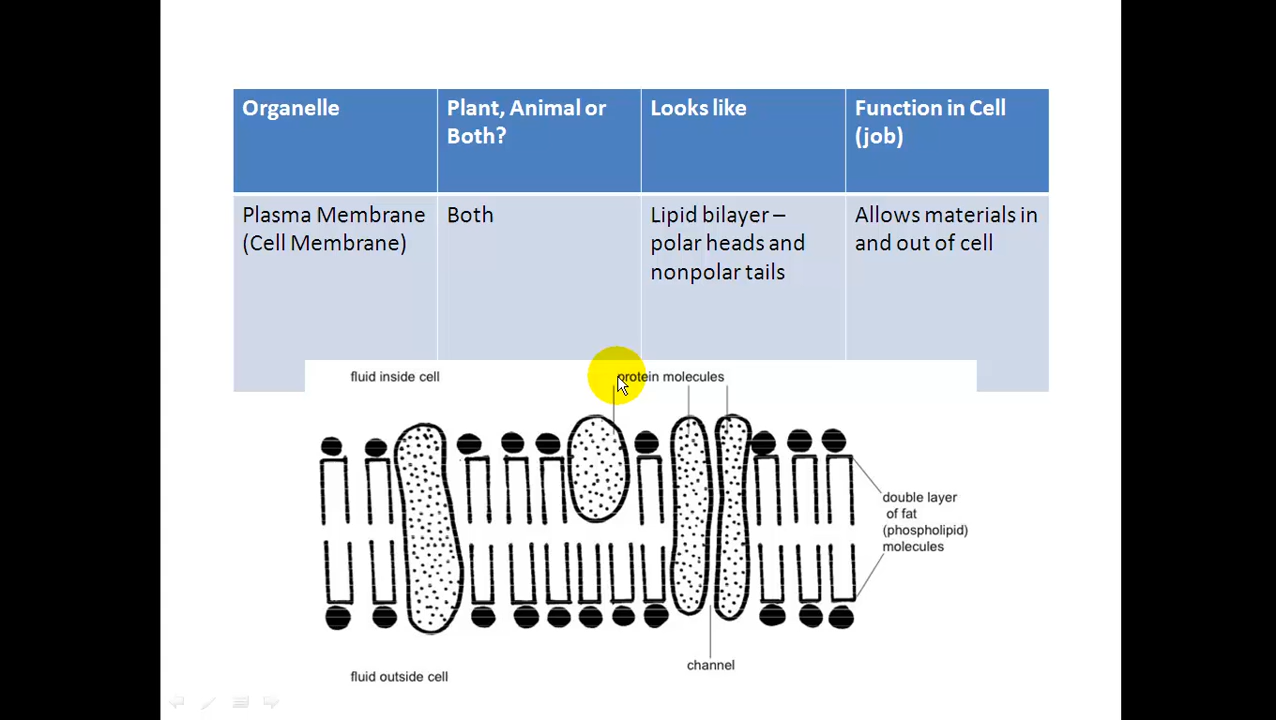 Organelle
Plant, Animal or
Both?
Looks like
Function in Cell
(job)
Plasma Membrane
(Cell Membrane)
Both
Lipid bilayer –
polar heads and
nonpolar tails
Allows materials in
and out of cell
fluid inside cell
protein molecules
double layer
of fat
(phospholipid)
molecules
channel
fluid outside cell